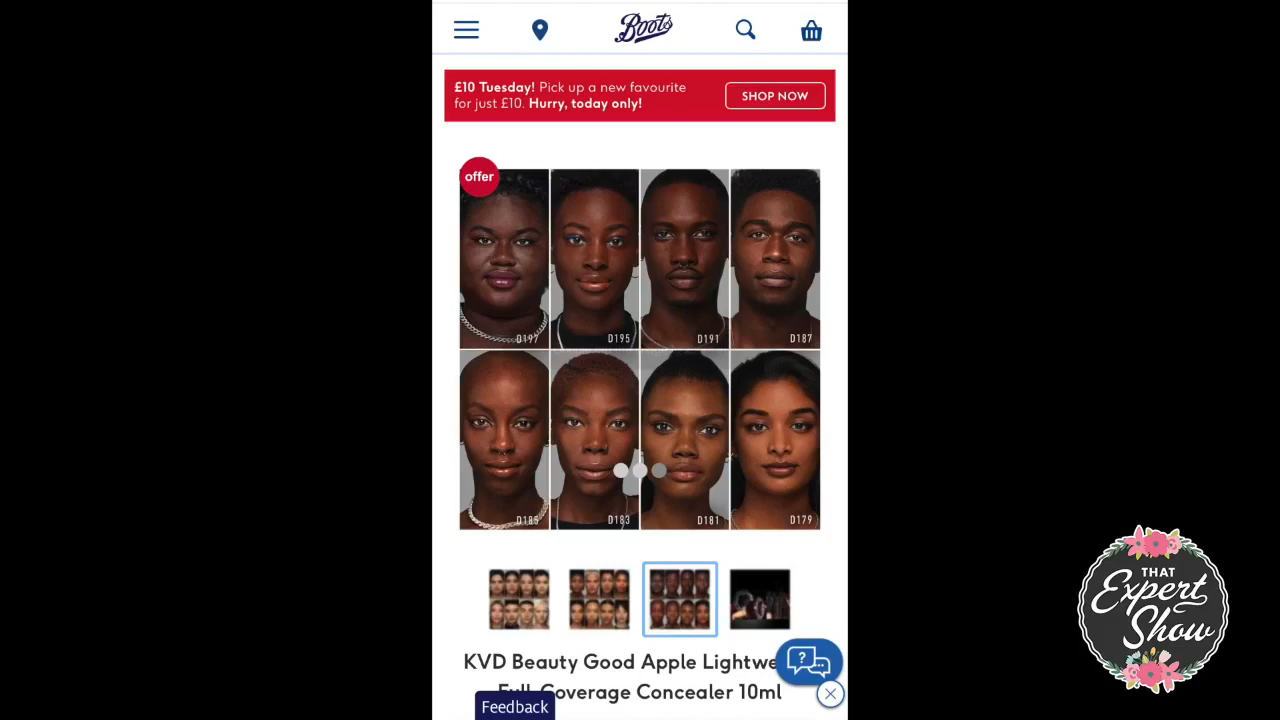 Boots
£10 Tuesday! Pick up a new favourite
for just £10. Hurry, today only!
SHOP NOW
offer
D197
D195
D191
D187
D185
D183
D181
D179
KVD Beauty Good Apple Lightwe
Full Coverage Concealer 10ml
?
Feedback
THAT
Expert
Show